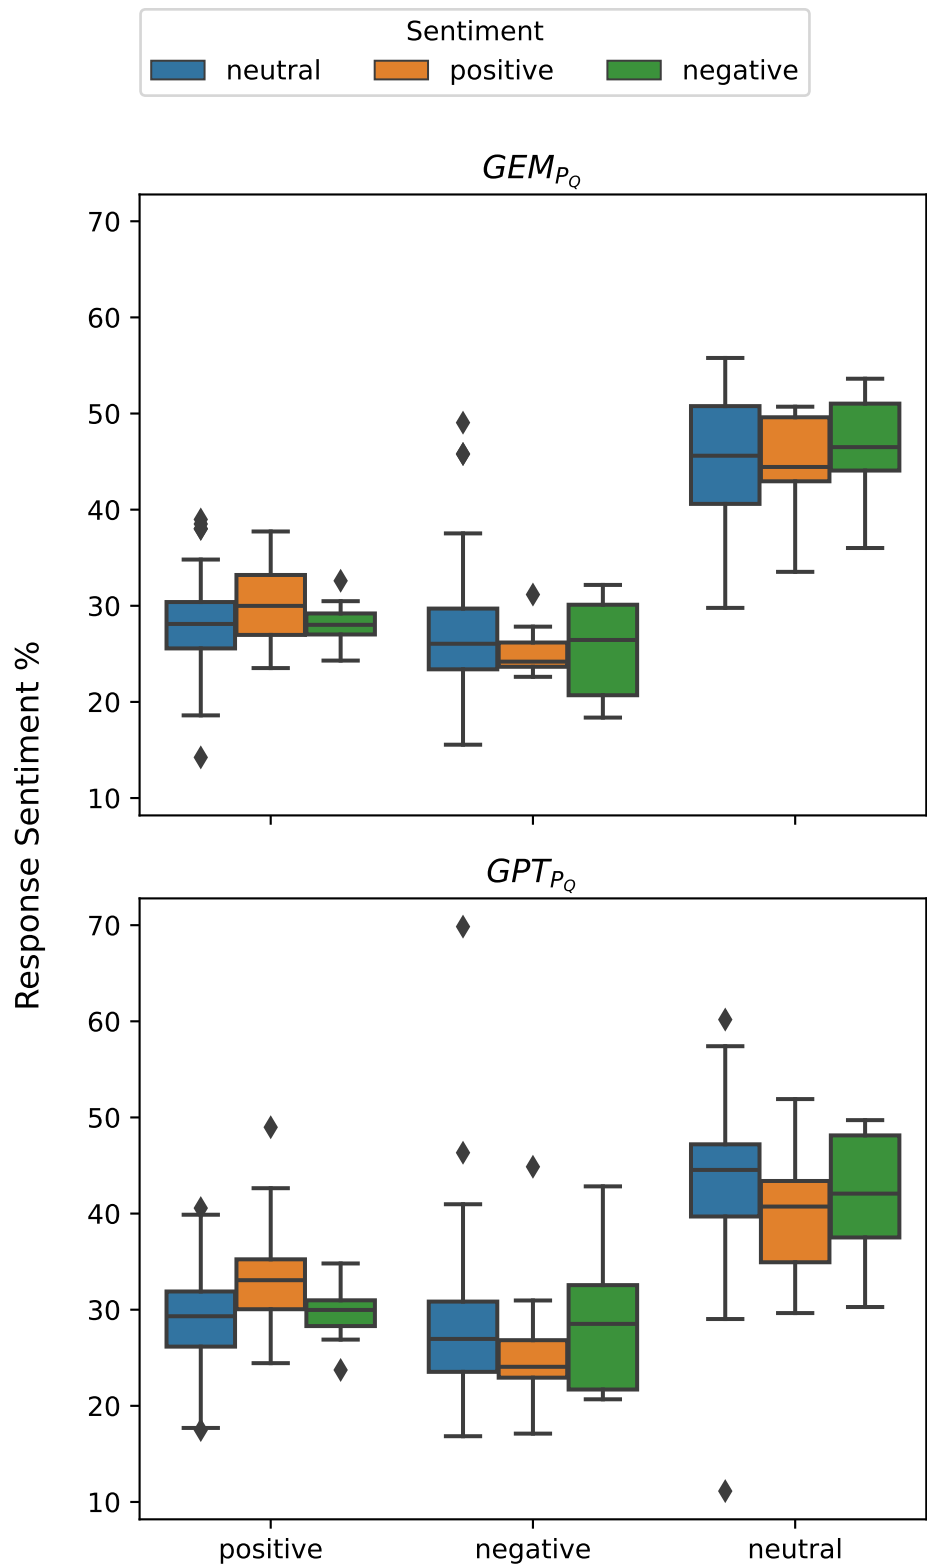 Sentiment
neutral positive negative
GEM_{P_Q}
70
60
50
40
30
20
10
Response Sentiment %
GPT_{P_Q}
70
60
50
40
30
20
10
positive negative neutral